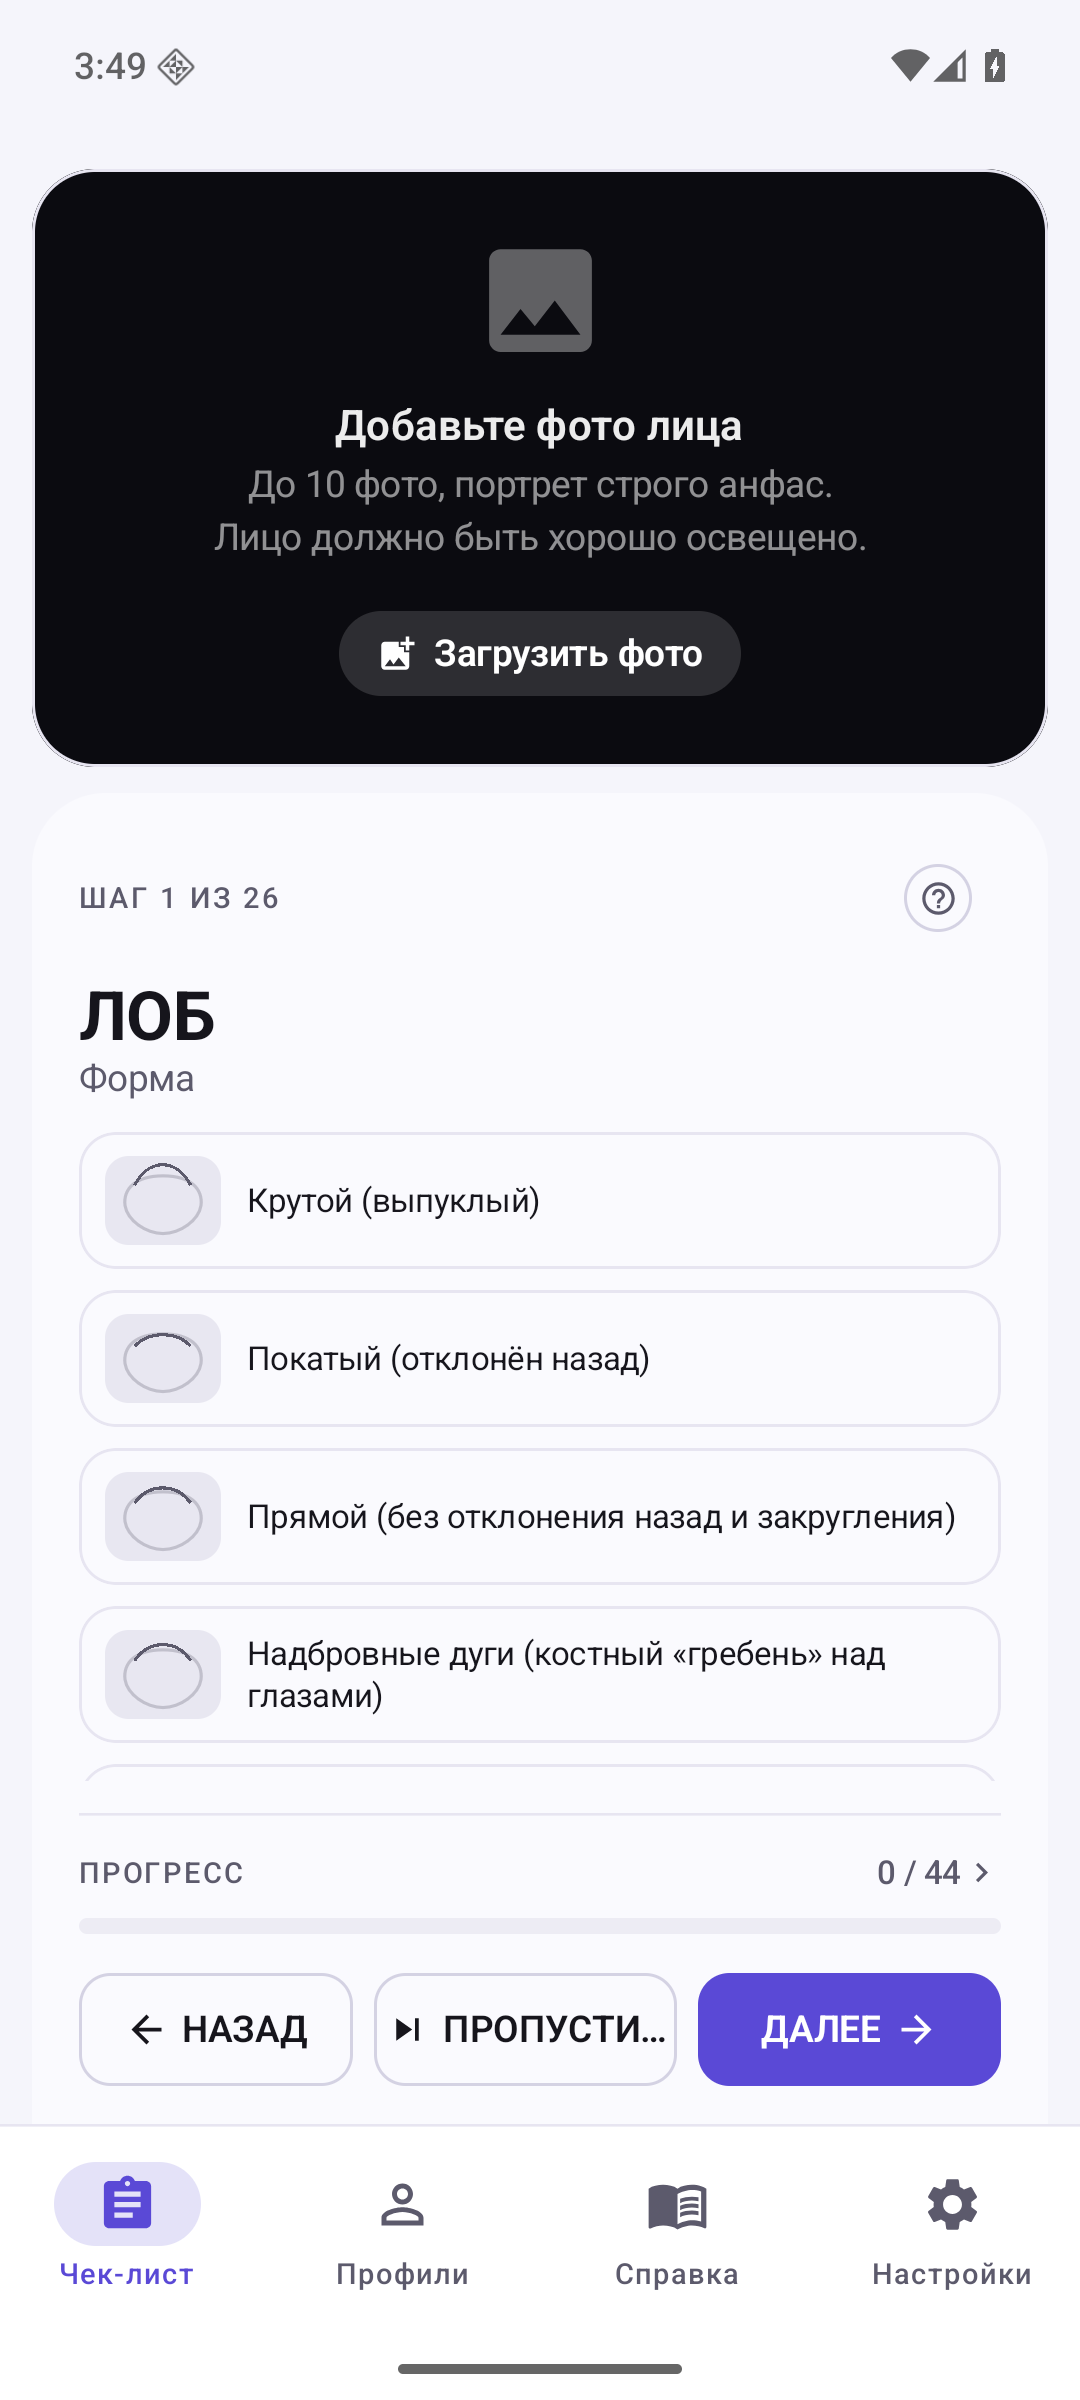 3:49
Добавьте фото лица
До 10 фото, портрет строго анфас.
Лицо должно быть хорошо освещено.
Загрузить фото
ШАГ 1 ИЗ 26
ЛОБ
Форма
Крутой (выпуклый)
Покатый (отклонён назад)
Прямой (без отклонения назад и закругления)
Надбровные дуги (костный «гребень» над
глазами)
ПРОГРЕСС
0 / 44
НАЗАД
ПРОПУСТИ...
ДАЛЕЕ
Чек-лист
Профили
Справка
Настройки